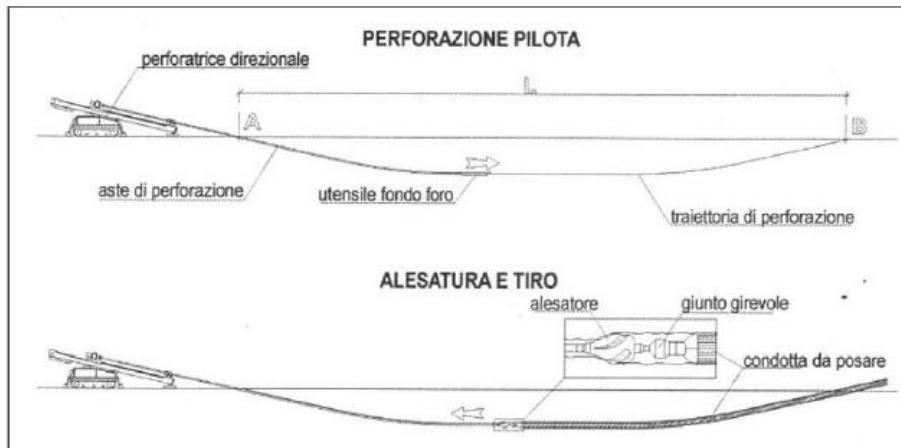 PERFORAZIONE PILOTA
perforatrice direzionale
L
A
B
aste di perforazione
utensile fondo foro
traiettoria di perforazione
ALESATURA E TIRO
alesatore
giunto girevole
condotta da posare